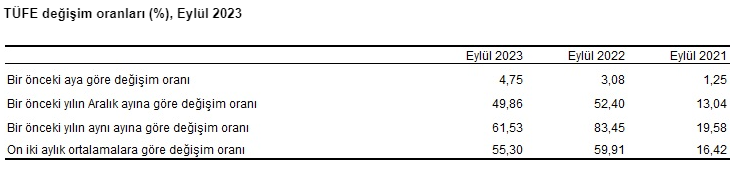 TÜFE değişim oranları (%), Eylül 2023
Eylül 2023 Eylül 2022 Eylül 2021
Bir önceki aya göre değişim oranı 4,75 3,08 1,25
Bir önceki yılın Aralık ayına göre değişim oranı 49,86 52,40 13,04
Bir önceki yılın aynı ayına göre değişim oranı 61,53 83,45 19,58
On iki aylık ortalamalara göre değişim oranı 55,30 59,91 16,42